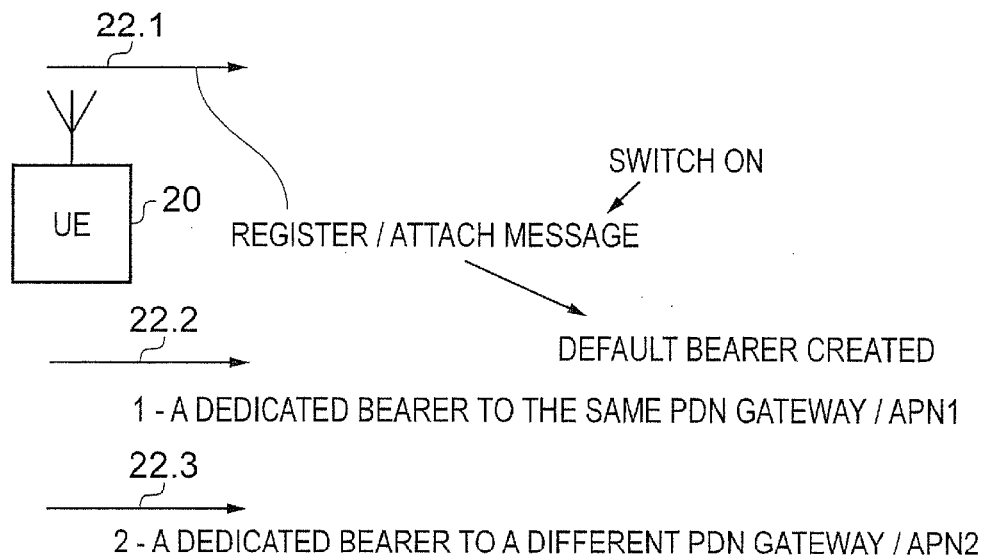 22.1
SWITCH ON
UE
20
REGISTER / ATTACH MESSAGE
22.2
DEFAULT BEARER CREATED
1 - A DEDICATED BEARER TO THE SAME PDN GATEWAY / APN1
22.3
2 - A DEDICATED BEARER TO A DIFFERENT PDN GATEWAY / APN2